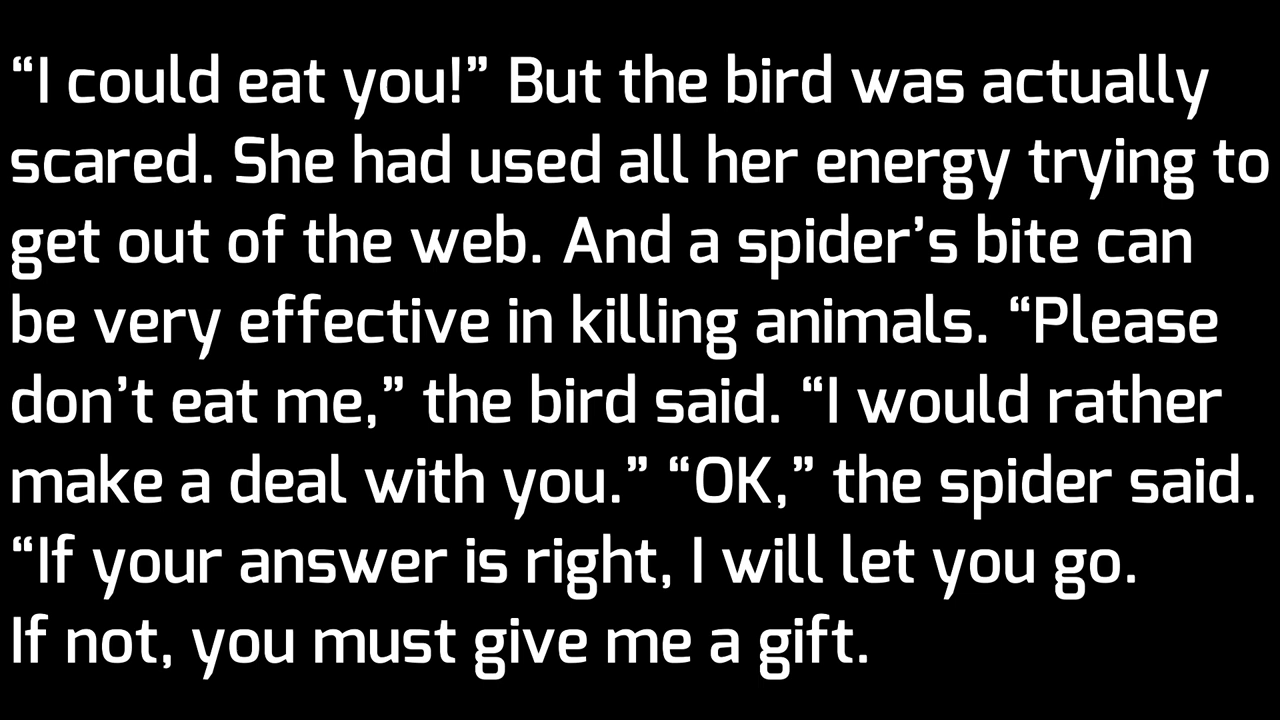 “I could eat you!” But the bird was actually
scared. She had used all her energy trying to
get out of the web. And a spider’s bite can
be very effective in killing animals. “Please
don’t eat me,” the bird said. “I would rather
make a deal with you.” “OK,” the spider said.
“If your answer is right, I will let you go.
If not, you must give me a gift.